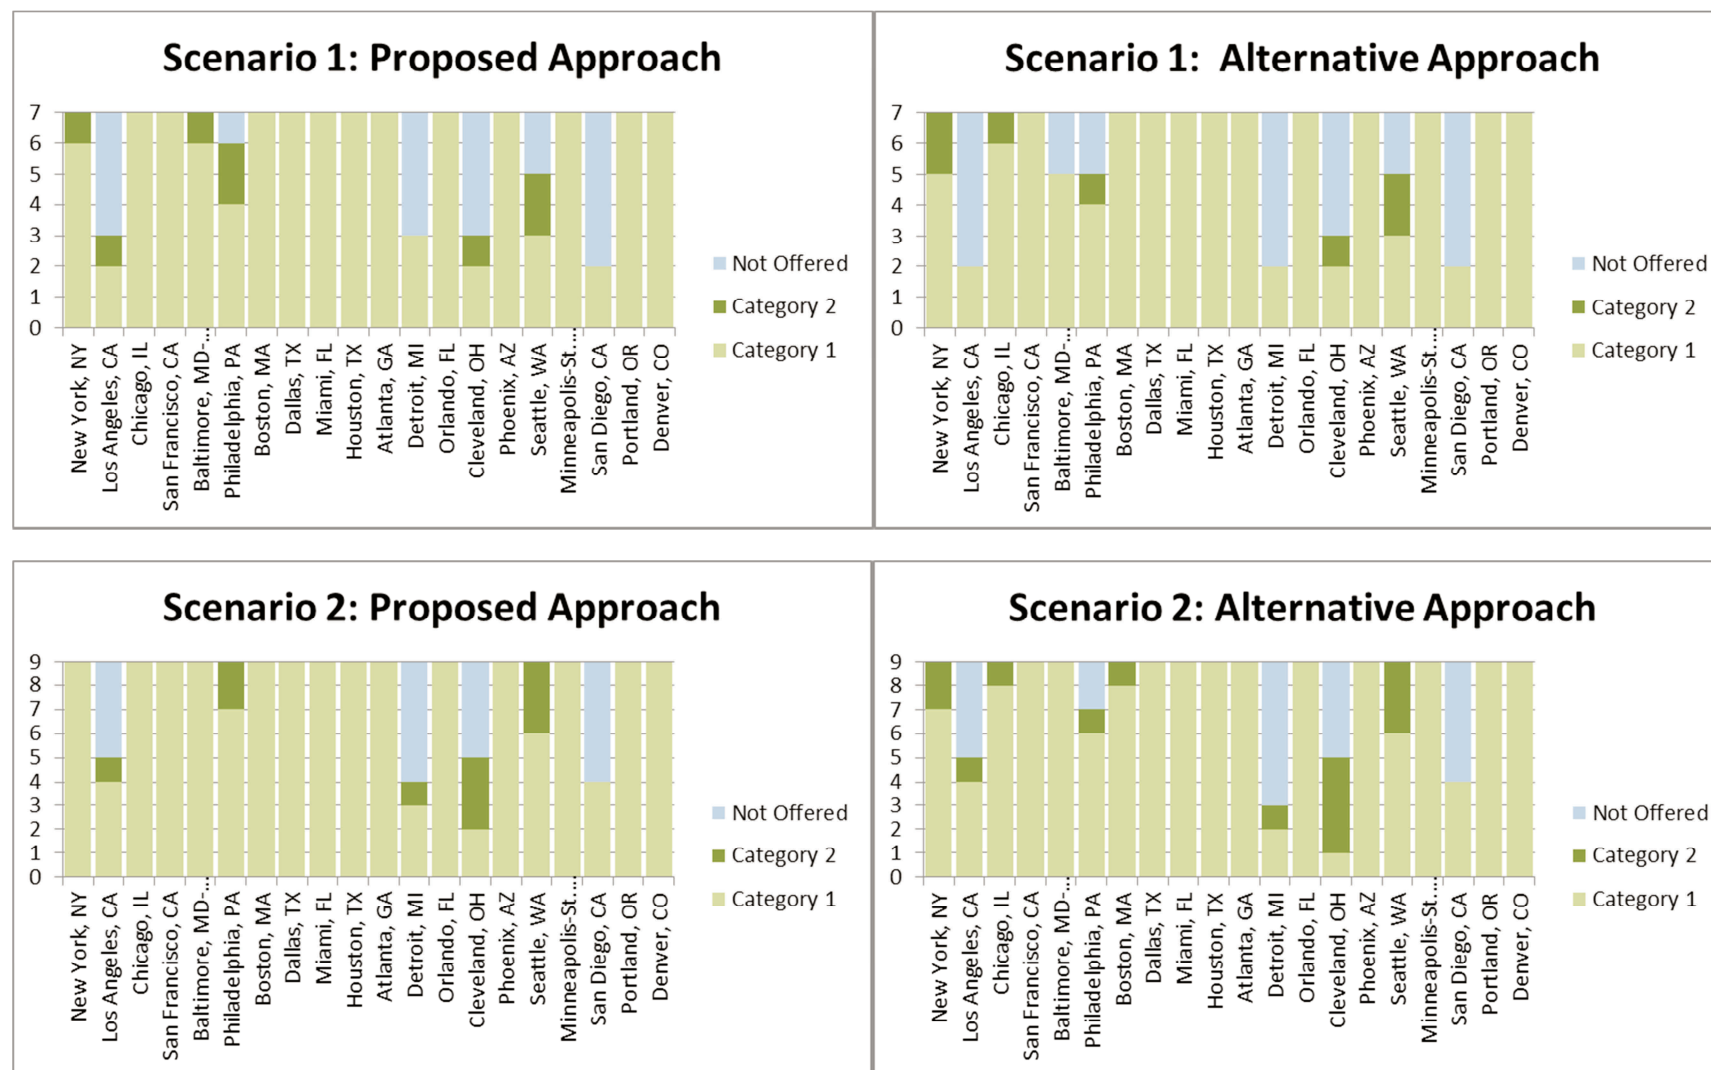 Scenario 1: Proposed Approach
7
6
5
4
3
2
1
0
New York, NY
Los Angeles, CA
Chicago, IL
San Francisco, CA
Baltimore, MD-...
Philadelphia, PA
Boston, MA
Dallas, TX
Miami, FL
Houston, TX
Atlanta, GA
Detroit, MI
Orlando, FL
Cleveland, OH
Phoenix, AZ
Seattle, WA
Minneapolis-St....
San Diego, CA
Portland, OR
Denver, CO
Not Offered
Category 2
Category 1
Scenario 1: Alternative Approach
7
6
5
4
3
2
1
0
New York, NY
Los Angeles, CA
Chicago, IL
San Francisco, CA
Baltimore, MD-...
Philadelphia, PA
Boston, MA
Dallas, TX
Miami, FL
Houston, TX
Atlanta, GA
Detroit, MI
Orlando, FL
Cleveland, OH
Phoenix, AZ
Seattle, WA
Minneapolis-St....
San Diego, CA
Portland, OR
Denver, CO
Not Offered
Category 2
Category 1
Scenario 2: Proposed Approach
9
8
7
6
5
4
3
2
1
0
New York, NY
Los Angeles, CA
Chicago, IL
San Francisco, CA
Baltimore, MD-...
Philadelphia, PA
Boston, MA
Dallas, TX
Miami, FL
Houston, TX
Atlanta, GA
Detroit, MI
Orlando, FL
Cleveland, OH
Phoenix, AZ
Seattle, WA
Minneapolis-St....
San Diego, CA
Portland, OR
Denver, CO
Not Offered
Category 2
Category 1
Scenario 2: Alternative Approach
9
8
7
6
5
4
3
2
1
0
New York, NY
Los Angeles, CA
Chicago, IL
San Francisco, CA
Baltimore, MD-...
Philadelphia, PA
Boston, MA
Dallas, TX
Miami, FL
Houston, TX
Atlanta, GA
Detroit, MI
Orlando, FL
Cleveland, OH
Phoenix, AZ
Seattle, WA
Minneapolis-St....
San Diego, CA
Portland, OR
Denver, CO
Not Offered
Category 2
Category 1